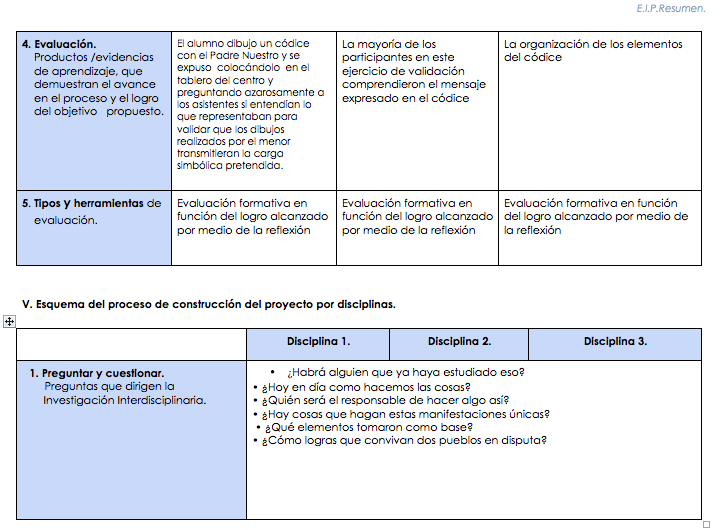 E.I.P.Resumen.
4. Evaluación.
Productos /evidencias
de aprendizaje, que
demuestran el avance
en el proceso y el logro
del objetivo propuesto.
El alumno dibujo un códice
con el Padre Nuestro y se
expuso colocándolo en el
tablero del centro y
preguntando azarosamente a
los asistentes si entendían lo
que representaban para
validar que los dibujos
realizados por el menor
transmitieran la carga
simbólica pretendida.
La mayoría de los
participantes en este
ejercicio de validación
comprendieron el mensaje
expresado en el códice
La organización de los elementos
del códice
5. Tipos y herramientas de
evaluación.
Evaluación formativa en
función del logro alcanzado
por medio de la reflexión
Evaluación formativa en
función del logro alcanzado
por medio de la reflexión
Evaluación formativa en función
del logro alcanzado por medio de
la reflexión
V. Esquema del proceso de construcción del proyecto por disciplinas.
Disciplina 1.
Disciplina 2.
Disciplina 3.
1. Preguntar y cuestionar.
Preguntas que dirigen la
Investigación Interdisciplinaria.
• ¿Habrá alguien que ya haya estudiado eso?
• ¿Hoy en día como hacemos las cosas?
• ¿Quién será el responsable de hacer algo así?
• ¿Hay cosas que hagan estas manifestaciones únicas?
• ¿Qué elementos tomaron como base?
• ¿Cómo logras que convivan dos pueblos en disputa?